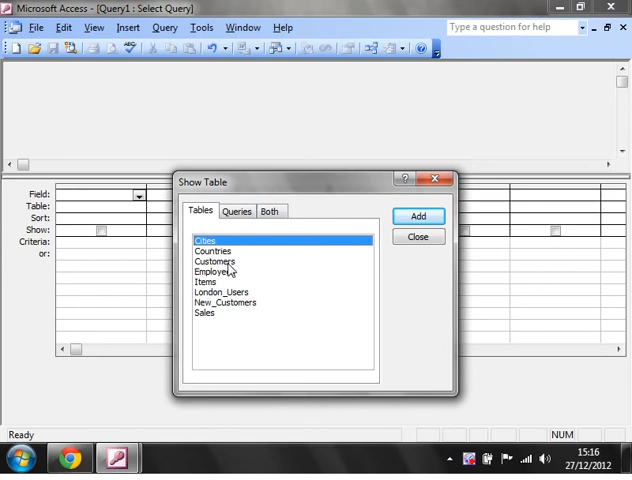 Microsoft Access - [Query1 : Select Query]
File Edit View Insert Query Tools Window Help Type a question for help
Show Table
Tables Queries Both
Add
Close
Cities
Countries
Customers
Items
London_Users
New_Customers
Sales
Field:
Table:
Sort:
Show:
Criteria:
or:
Ready NUM
15:16
27/12/2012